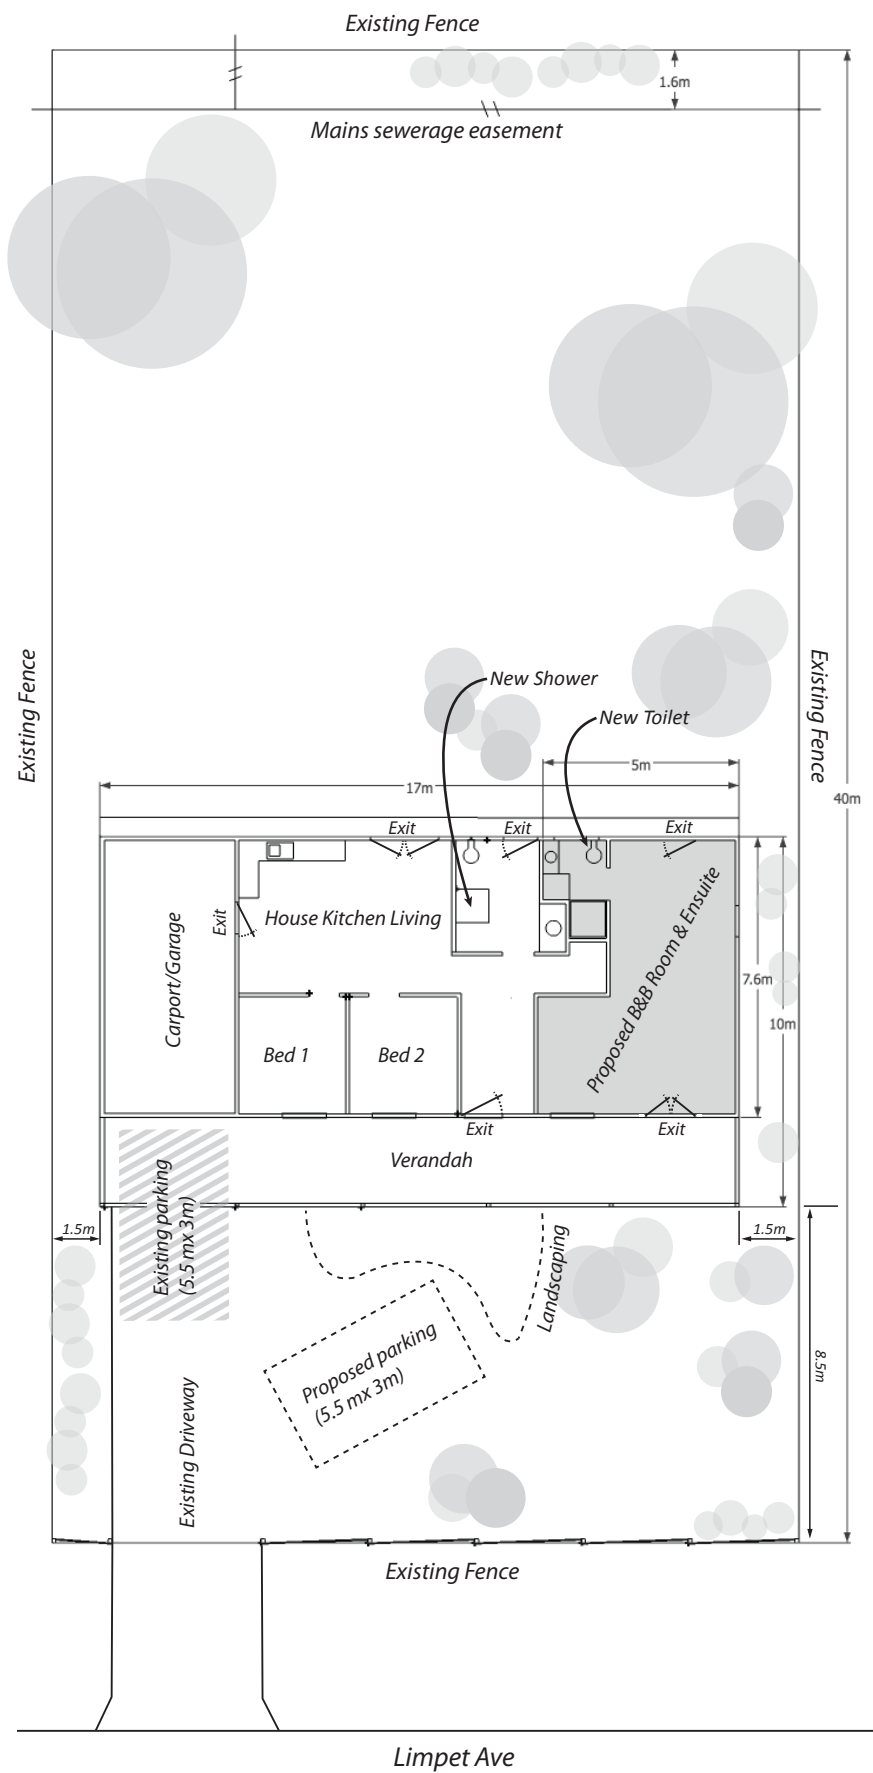 Existing Fence
1.6m
Mains sewerage easement
Existing Fence
Existing Fence
New Shower
New Toilet
5m
17m
40m
Exit
Exit
Exit
Exit
House Kitchen Living
Carport/Garage
Proposed B&B Room & Ensuite
7.6m
10m
Bed 1
Bed 2
Exit
Exit
Verandah
Existing parking
(5.5 mx 3m)
1.5m
1.5m
Landscaping
Proposed parking
(5.5 mx 3m)
8.5m
Existing Driveway
Existing Fence
Limpet Ave